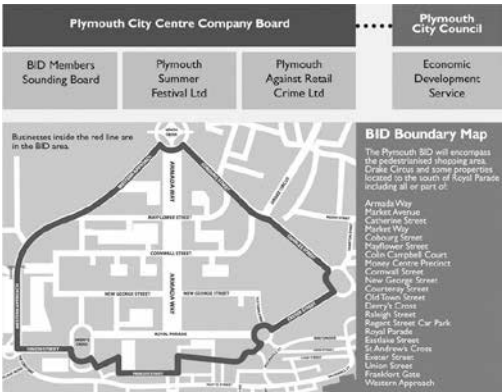 Plymouth City Centre Company Board
Plymouth
City Council
BID Members
Sounding Board
Plymouth
Summer
Festival Ltd
Plymouth
Against Retail
Crime Ltd
Economic
Development
Service
Businesses inside the red line are
in the BID area.
ARMADA WAY
MAYFLOWER STREET
CORNWALL STREET
NEW GEORGE STREET
NEW GEORGE STREET
ARMADA WAY
ROYAL PARADE
WESTERN APPROACH
UNION STREET
EXETER STREET
BID Boundary Map
The Plymouth BID will encompass
the pedestrianised shopping area,
Drake Circus and some properties
located to the south of Royal Parade
including all or part of:
Armada Way
Market Avenue
Catherine Street
Market Way
Cobourg Street
Mayflower Street
Colin Campbell Court
Money Centre Precinct
Cornwall Street
New George Street
Courtenay Street
Old Town Street
Derry's Cross
Raleigh Street
Regent Street Car Park
Royal Parade
Eastlake Street
St Andrew's Cross
Exeter Street
Union Street
Frankfort Gate
Western Approach